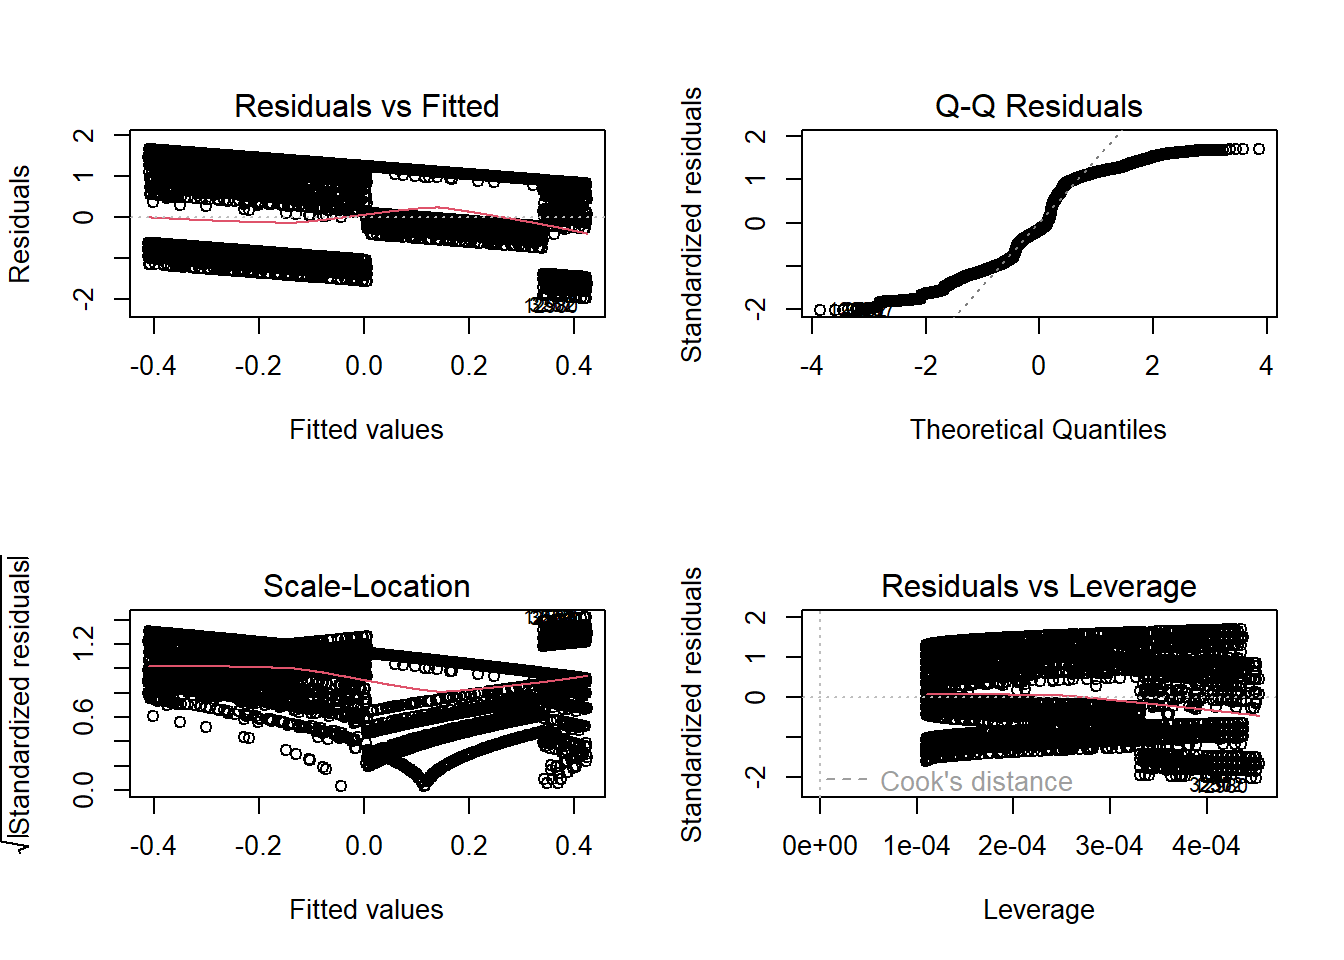 Residuals vs Fitted
Residuals
2
1
0
-2
-0.4 -0.2 0.0 0.2 0.4
Fitted values
Q-Q Residuals
Standardized residuals
2
1
0
-2
-4 -2 0 2 4
Theoretical Quantiles
Scale-Location
√|Standardized residuals|
1.2
0.6
0.0
-0.4 -0.2 0.0 0.2 0.4
Fitted values
Residuals vs Leverage
Standardized residuals
2
1
0
-2
Cook's distance
0e+00 1e-04 2e-04 3e-04 4e-04
Leverage